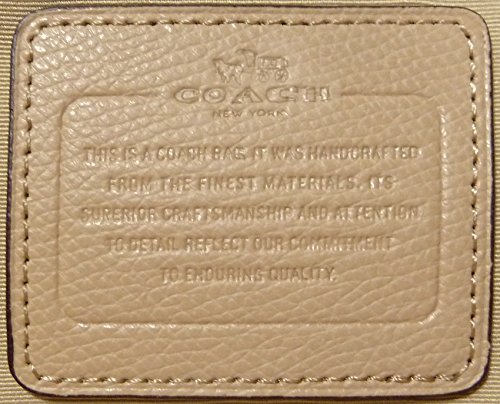 COACH
NEW YORK
THIS IS A COACH BAG. IT WAS HANDCRAFTED
FROM THE FINEST MATERIALS. ITS
SUPERIOR CRAFTSMANSHIP AND ATTENTION
TO DETAIL REFLECT OUR COMMITMENT
TO ENDURING QUALITY.